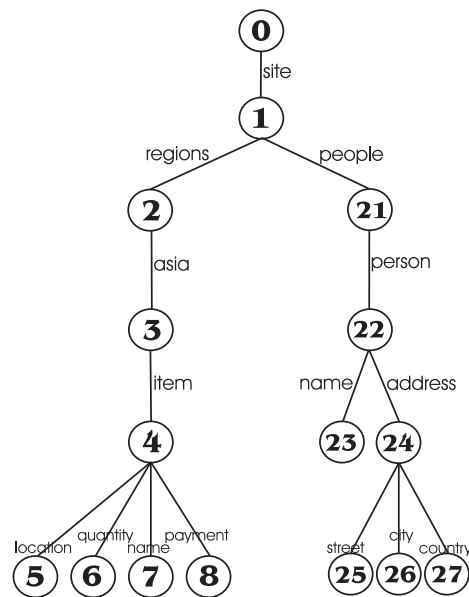 0
site
1
regions people
2 21
asia person
3 22
item name address
4 23 24
location quantity name payment street city country
5 6 7 8 25 26 27